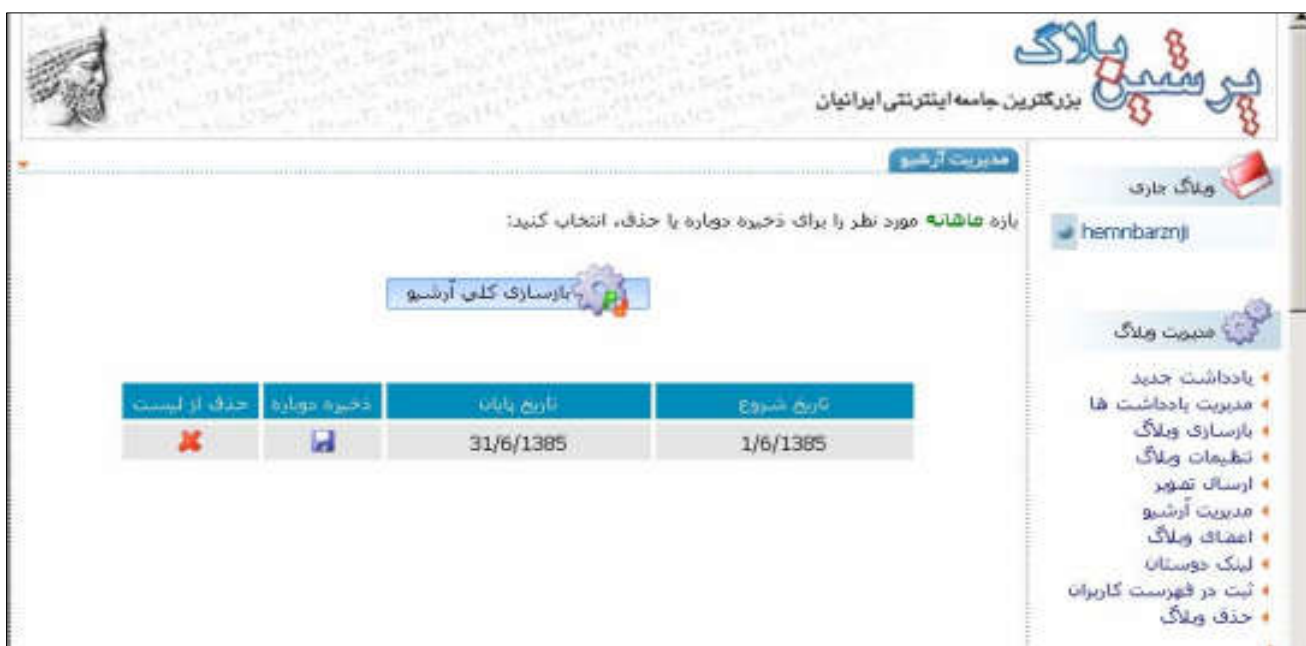 پرشین بلاگ
بزرگترین جامعه اینترنتی ایرانیان
وبلاگ جاری
hemnbarznji
مدیریت وبلاگ
یادداشت جدید
مدیریت یادداشت ها
بازسازی وبلاگ
تنظیمات وبلاگ
ارسال تصویر
مدیریت آرشیو
اعضای وبلاگ
لینک دوستان
ثبت در فهرست کاربران
حذف وبلاگ
مدیریت آرشیو
بازه ماهانه مورد نظر را برای ذخیره دوباره یا حذف، انتخاب کنید:
بازسازی کلی آرشیو
تاریخ شروع تاریخ پایان ذخیره دوباره حذف از لیست
1/6/1385 31/6/1385